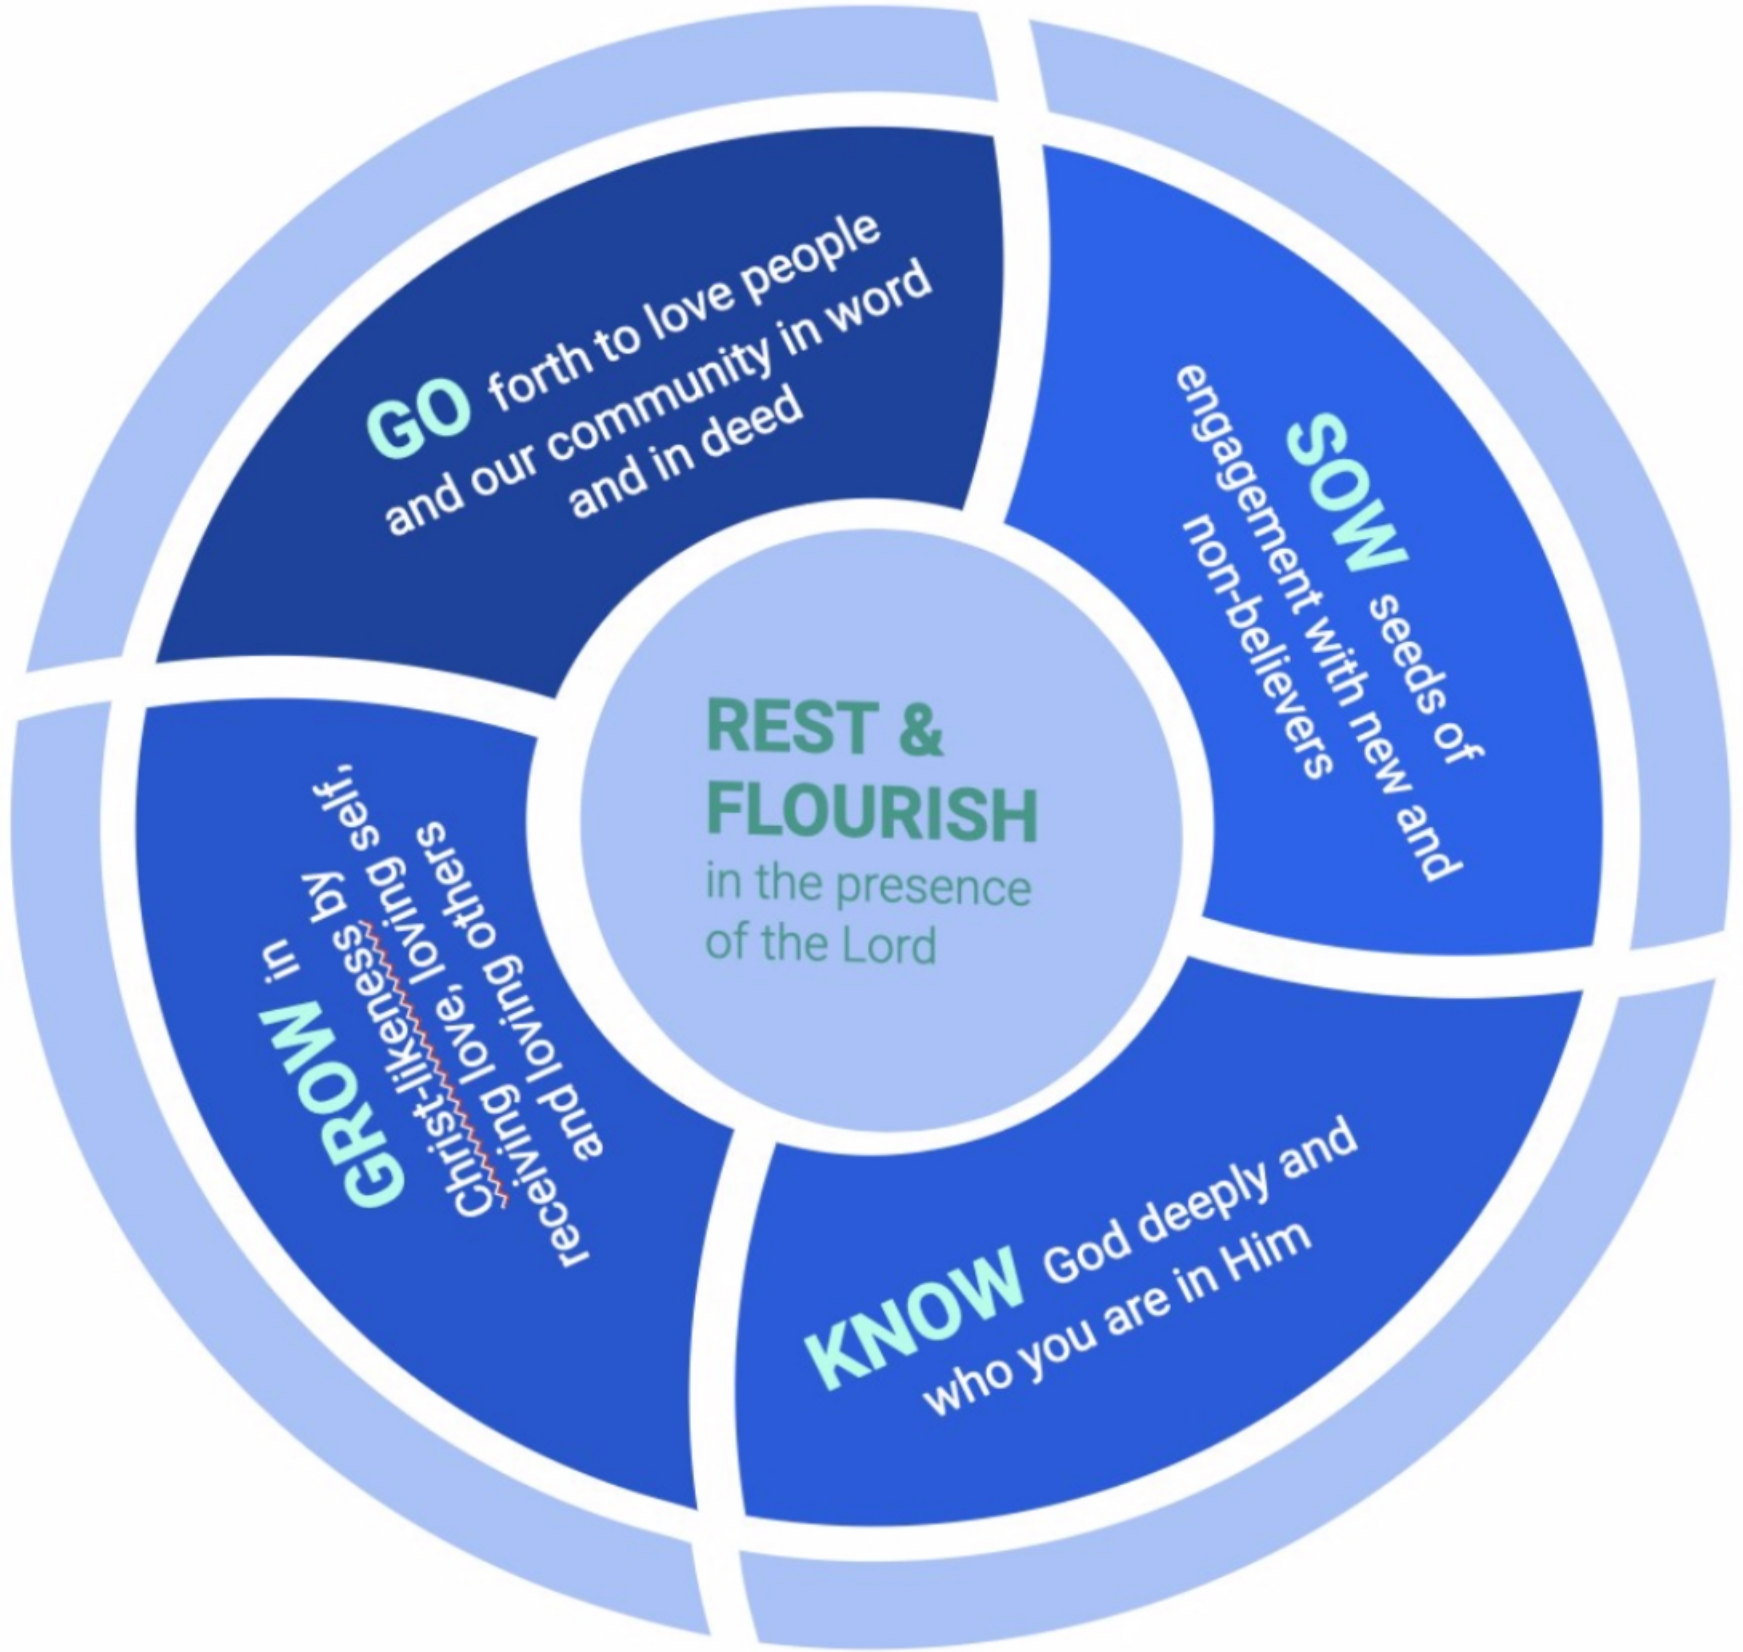 GO forth to love people
and our community in word
and in deed
SOW seeds of
engagement with new and
non-believers
REST &
FLOURISH
in the presence
of the Lord
GROW in
Christ-likeness by
receiving love, loving self,
and loving others
KNOW God deeply and
who you are in Him